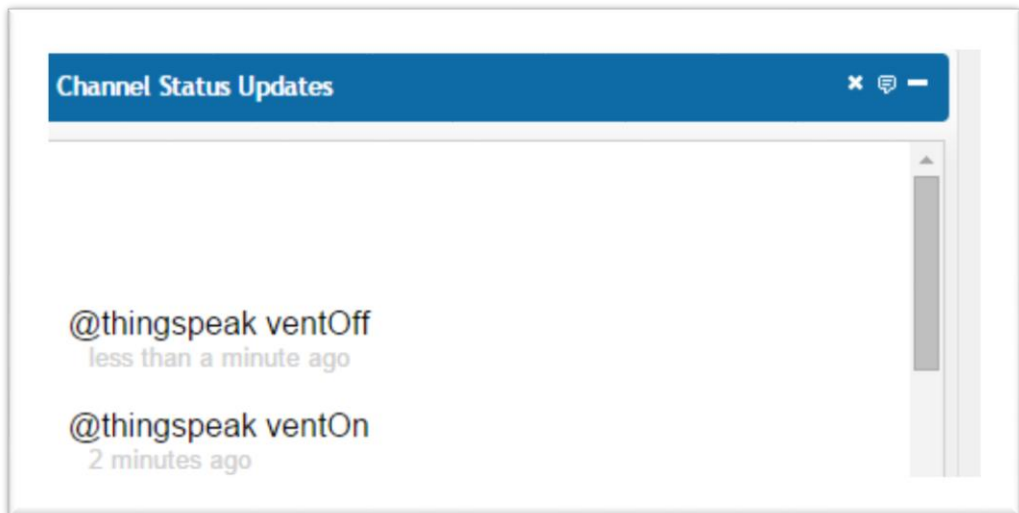 Channel Status Updates
@thingspeak ventOff
less than a minute ago
@thingspeak ventOn
2 minutes ago